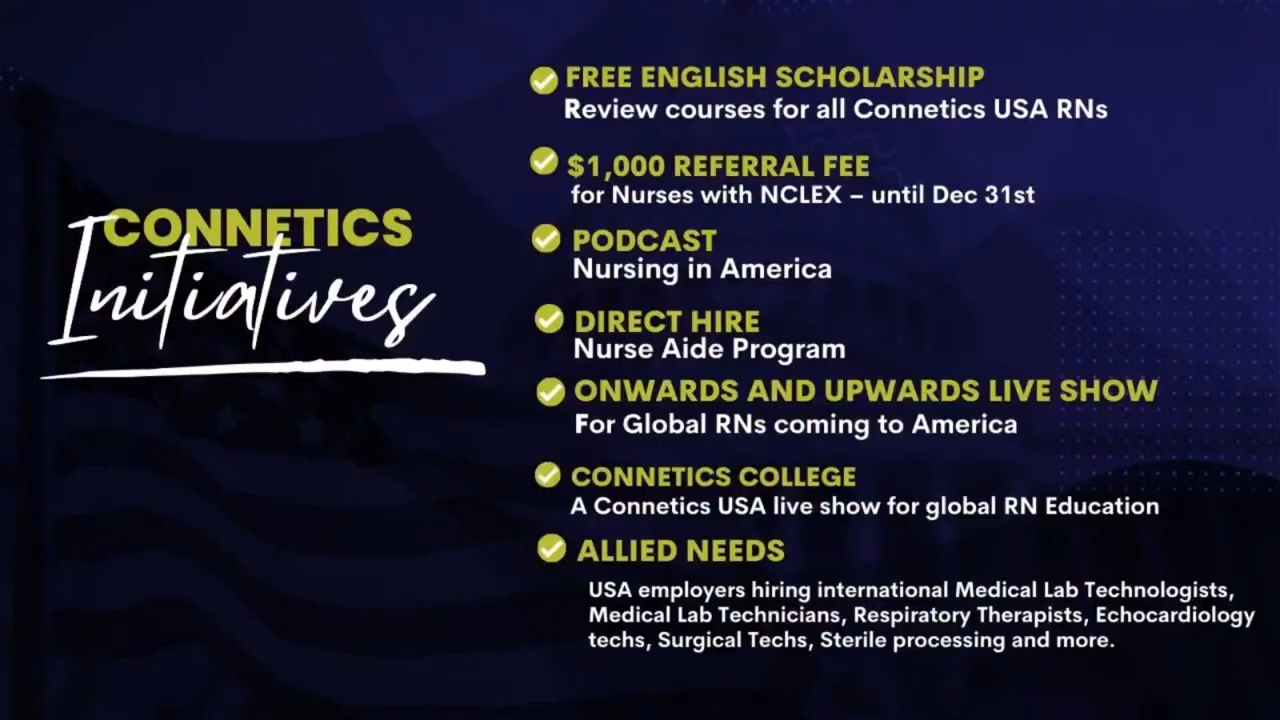 CONNETICS
Initiatives
FREE ENGLISH SCHOLARSHIP
Review courses for all Connetics USA RNs
$1,000 REFERRAL FEE
for Nurses with NCLEX – until Dec 31st
PODCAST
Nursing in America
DIRECT HIRE
Nurse Aide Program
ONWARDS AND UPWARDS LIVE SHOW
For Global RNs coming to America
CONNETICS COLLEGE
A Connetics USA live show for global RN Education
ALLIED NEEDS
USA employers hiring international Medical Lab Technologists,
Medical Lab Technicians, Respiratory Therapists, Echocardiology
techs, Surgical Techs, Sterile processing and more.